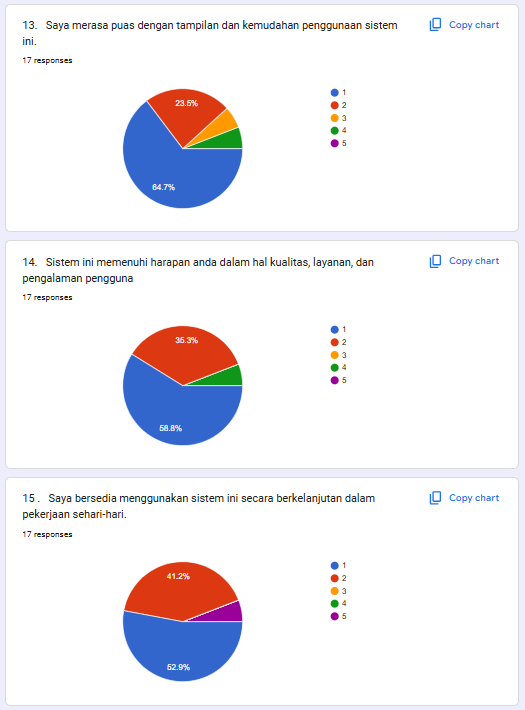 13.   Saya merasa puas dengan tampilan dan kemudahan penggunaan sistem
ini.
Copy chart
17 responses
23.5%
64.7%
1
2
3
4
5
14.   Sistem ini memenuhi harapan anda dalam hal kualitas, layanan, dan
pengalaman pengguna
Copy chart
17 responses
35.3%
58.8%
1
2
3
4
5
15 .   Saya bersedia menggunakan sistem ini secara berkelanjutan dalam
pekerjaan sehari-hari.
Copy chart
17 responses
41.2%
52.9%
1
2
3
4
5